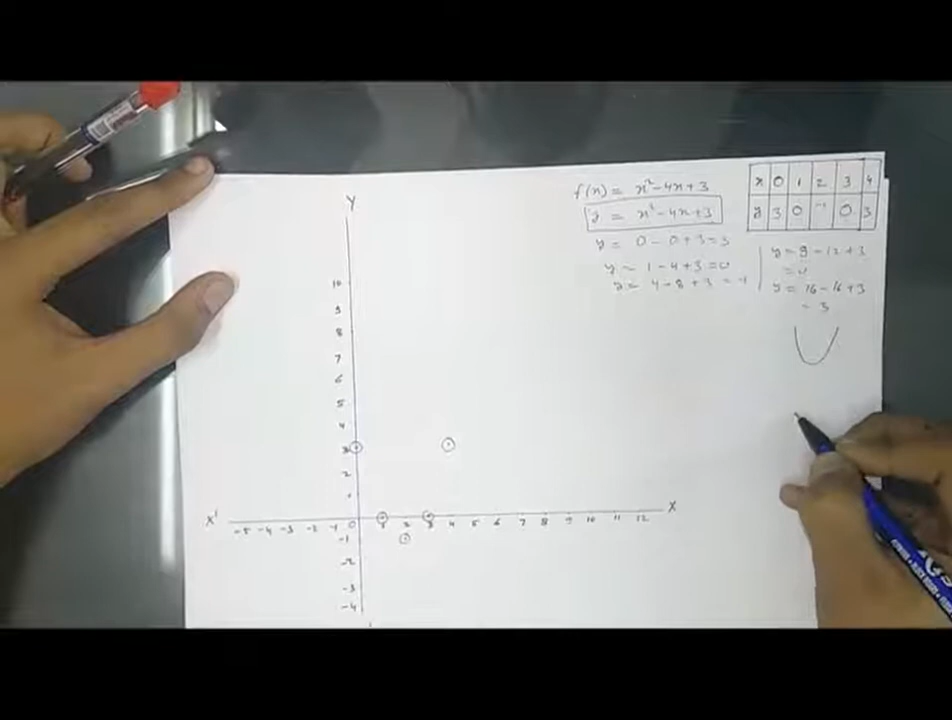 f(x) = x²-4x+3
y = x²-4x+3
y = 0-0+3=3
y = 1-4+3=0
y = 4-8+3=-1
x 0 1 2 3 4
y 3 0 -1 0 3
y = 9-12+3
= 0
y = 16-16+3
= 3
Y
10
9
8
7
6
5
4
3
2
1
X' -5 -4 -3 -2 -1 0 1 2 3 4 5 6 7 8 9 10 11 12 X
-1
-2
-3
-4